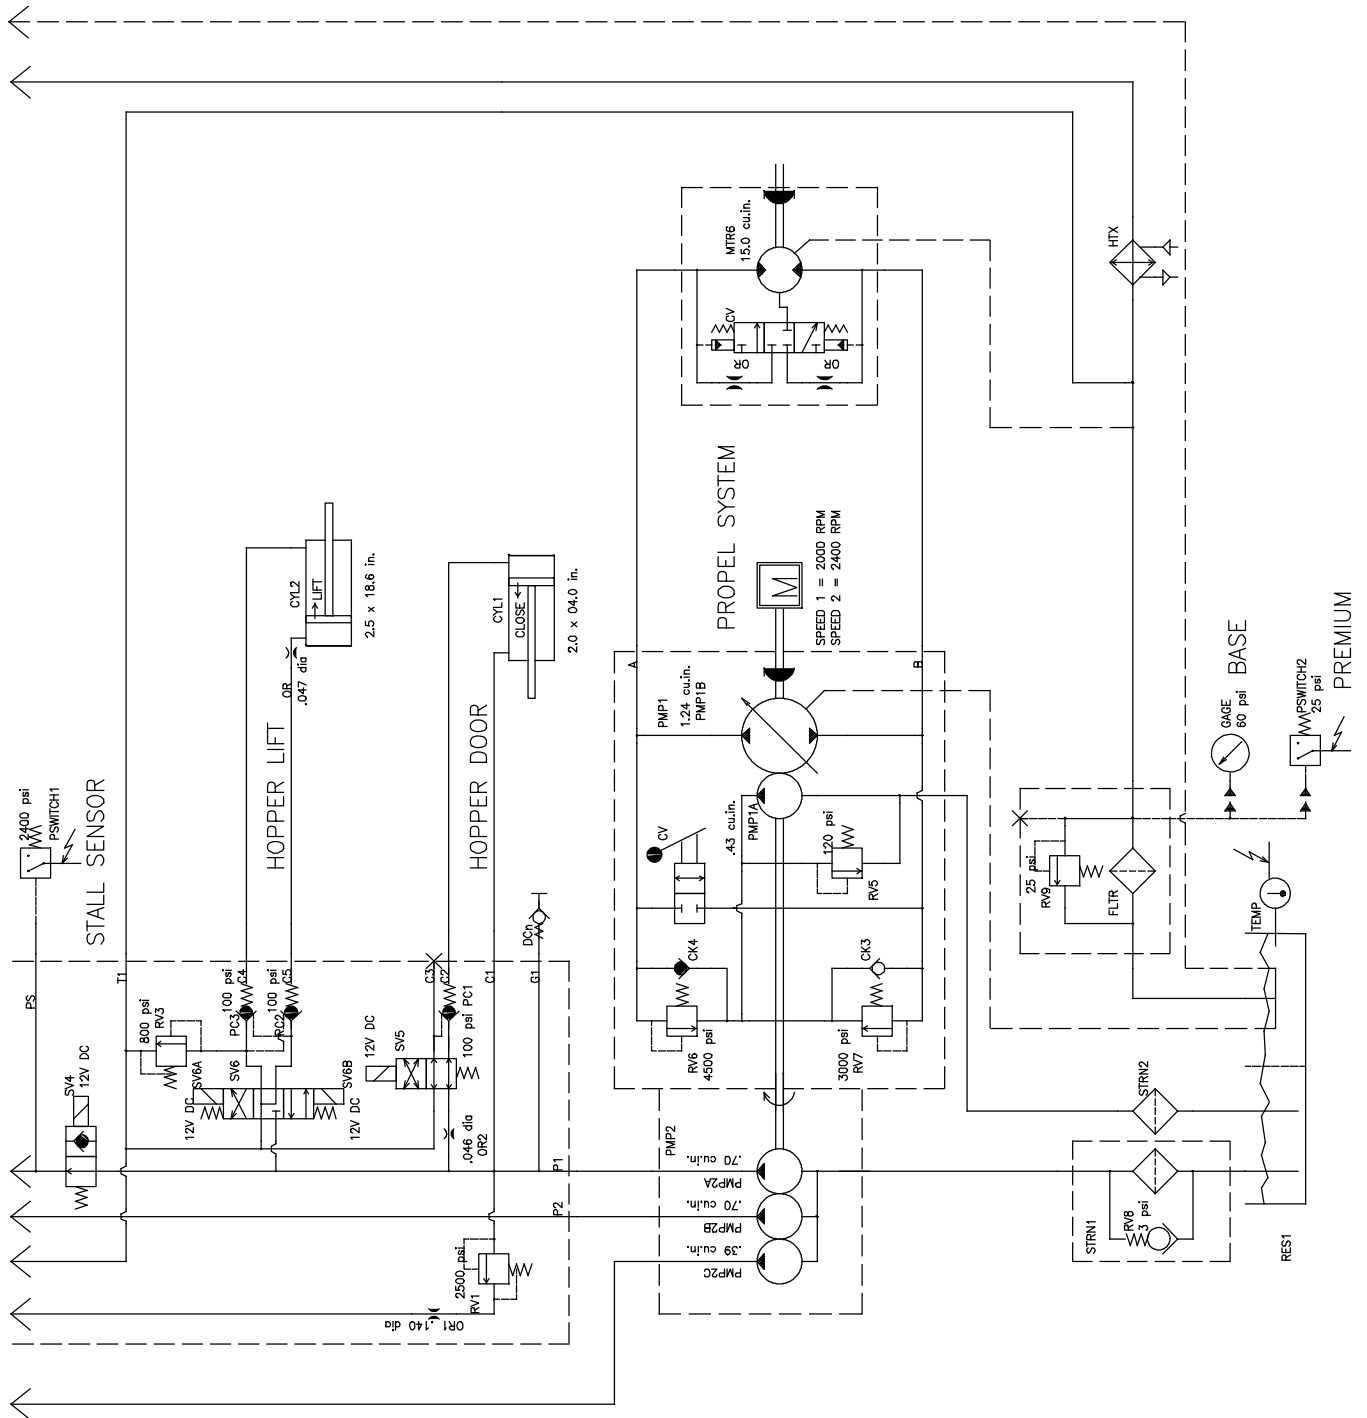 MTR6
15.0 cu.in.
HTX
CV
OR
OR
PROPEL SYSTEM
SPEED 1 = 2000 RPM
SPEED 2 = 2400 RPM
M
CYL2
LIFT
2.5 x 18.6 in.
OR
.047 dia
CYL1
CLOSE
2.0 x 04.0 in.
HOPPER LIFT
HOPPER DOOR
STALL SENSOR
2400 psi
PSWITCH1
A
B
PMP1
1.24 cu.in.
PMP1B
.43 cu.in.
PMP1A
CV
120 psi
RV5
CK4
CK3
RV6
4500 psi
3000 psi
RV7
GAGE
60 psi
BASE
PSWITCH2
25 psi
PREMIUM
25 psi
RV9
FLTR
TEMP
DCn
PS
T1
C4
C5
C3
C2
C1
G1
800 psi
RV3
100 psi
PC3
100 psi
PC2
100 psi
PC1
SV4
12V DC
12V DC
SV6A
SV6
SV6B
12V DC
12V DC
SV5
.046 dia
OR2
P1
P2
2500 psi
RV1
OR1 .140 dia
PMP2
.70 cu.in.
PMP2A
.70 cu.in.
PMP2B
.39 cu.in.
PMP2C
STRN2
STRN1
RV8
3 psi
RES1